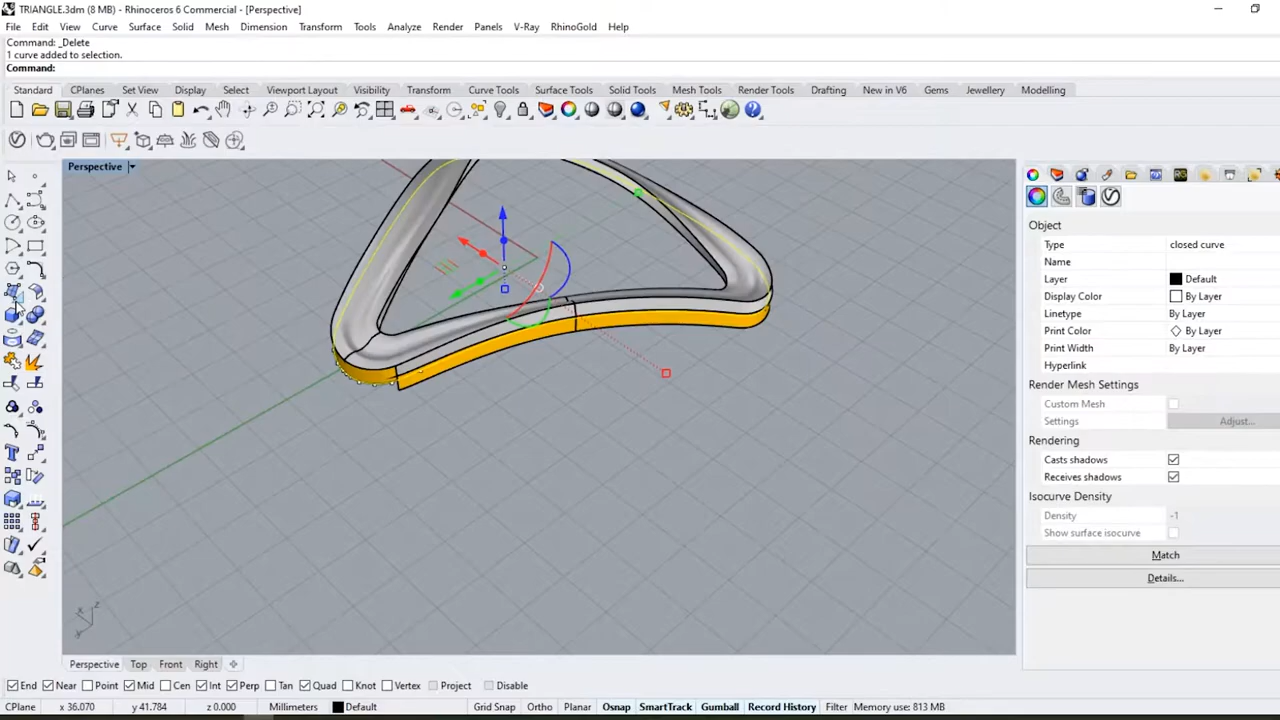 TRIANGLE.3dm (8 MB) - Rhinoceros 6 Commercial - [Perspective]
File Edit View Curve Surface Solid Mesh Dimension Transform Tools Analyze Render Panels V-Ray RhinoGold Help
Command: _Delete
1 curve added to selection.
Command:
Standard CPlanes Set View Display Select Viewport Layout Visibility Transform Curve Tools Surface Tools Solid Tools Mesh Tools Render Tools Drafting New in V6 Gems Jewellery Modelling
Perspective
Object
Type closed curve
Name
Layer Default
Display Color By Layer
Linetype By Layer
Print Color By Layer
Print Width By Layer
Hyperlink
Render Mesh Settings
Custom Mesh
Settings Adjust...
Rendering
Casts shadows
Receives shadows
Isocurve Density
Density -1
Show surface isocurve
Match
Details...
z
x
y
Perspective Top Front Right
End Near Point Mid Cen Int Perp Tan Quad Knot Vertex Project Disable
CPlane x 36.070 y 41.784 z 0.000 Millimeters Default Grid Snap Ortho Planar Osnap SmartTrack Gumball Record History Filter Memory use: 813 MB